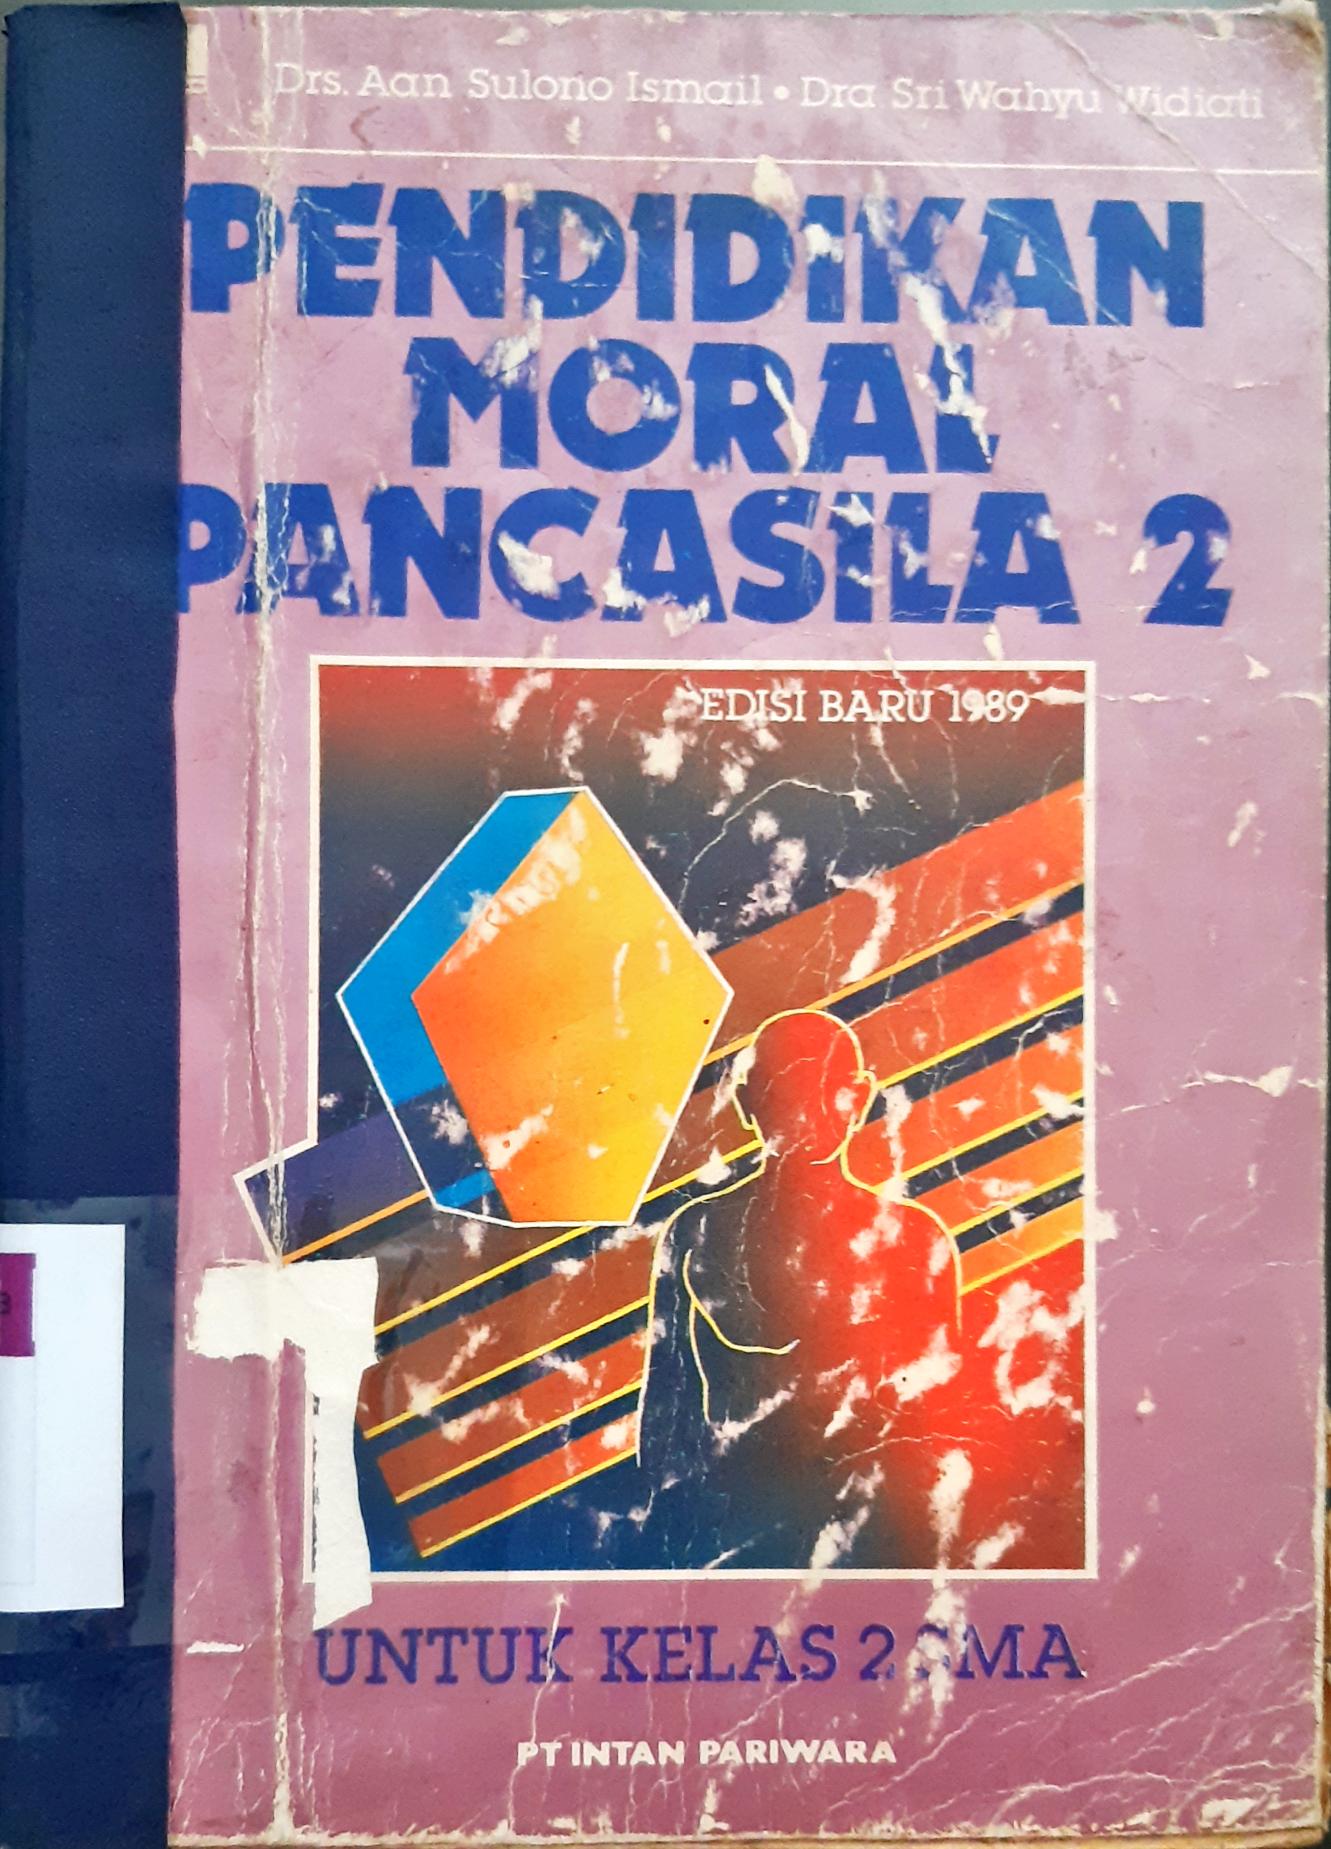 Drs. Aan Sulono Ismail • Dra Sri Wahyu Widiati
PENDIDIKAN
MORAL
PANCASILA 2
EDISI BARU 1989
UNTUK KELAS 2 SMA
PT INTAN PARIWARA